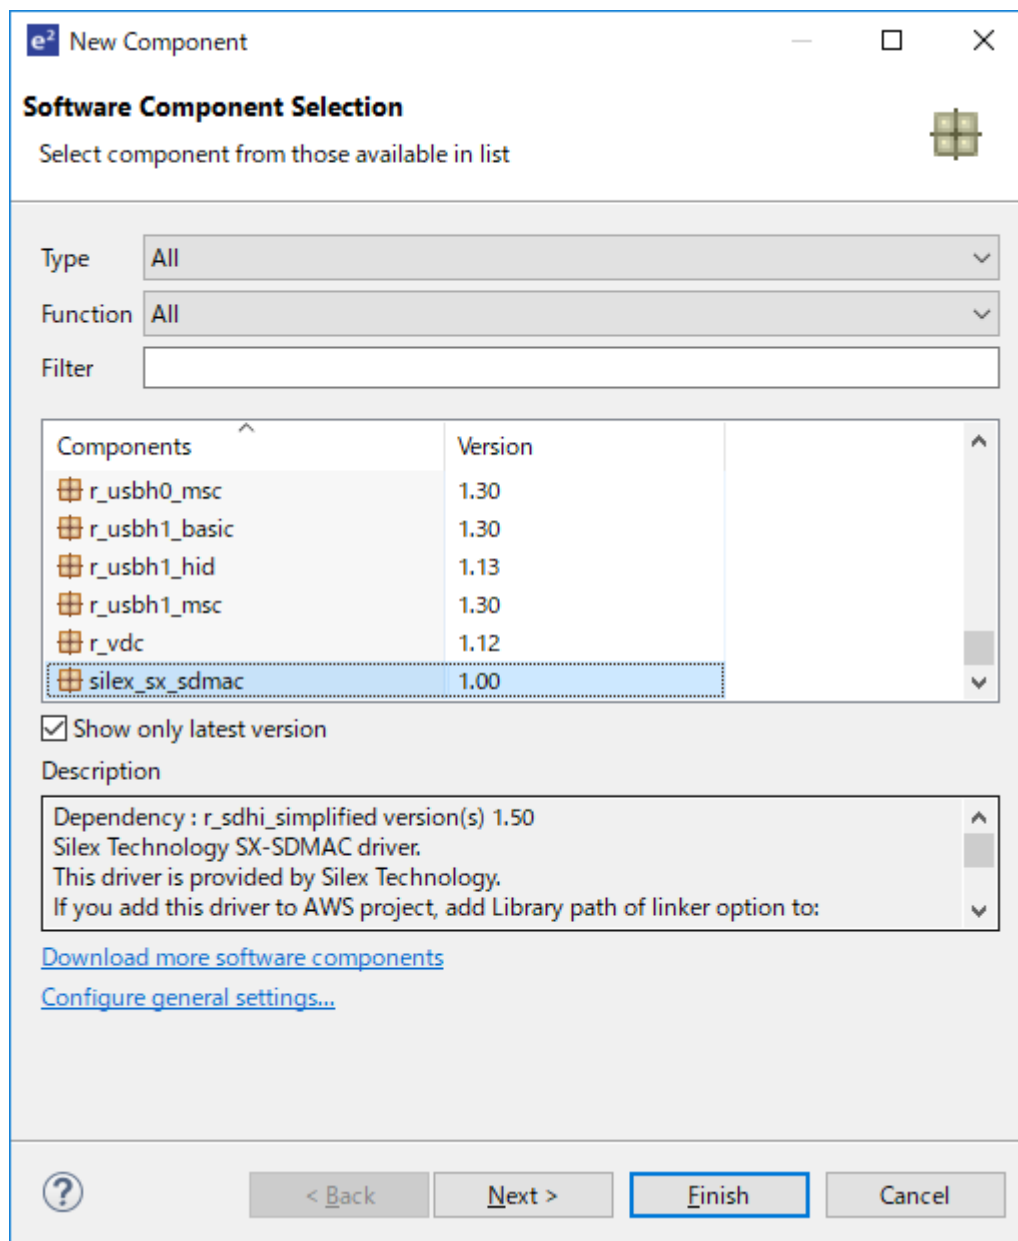 e² New Component
Software Component Selection
Select component from those available in list
Type All
Function All
Filter
Components Version
r_usbh0_msc 1.30
r_usbh1_basic 1.30
r_usbh1_hid 1.13
r_usbh1_msc 1.30
r_vdc 1.12
silex_sx_sdmac 1.00
Show only latest version
Description
Dependency : r_sdhi_simplified version(s) 1.50
Silex Technology SX-SDMAC driver.
This driver is provided by Silex Technology.
If you add this driver to AWS project, add Library path of linker option to:
Download more software components
Configure general settings...
? < Back Next > Finish Cancel